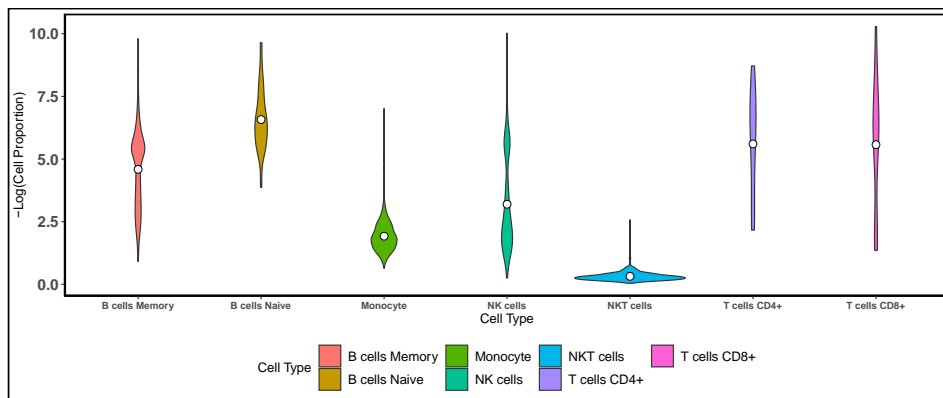 10.0
7.5
5.0
2.5
0.0
−Log(Cell Proportion)
B cells Memory B cells Naive Monocyte NK cells NKT cells T cells CD4+ T cells CD8+
Cell Type
Cell Type
B cells Memory Monocyte NKT cells T cells CD8+
B cells Naive NK cells T cells CD4+